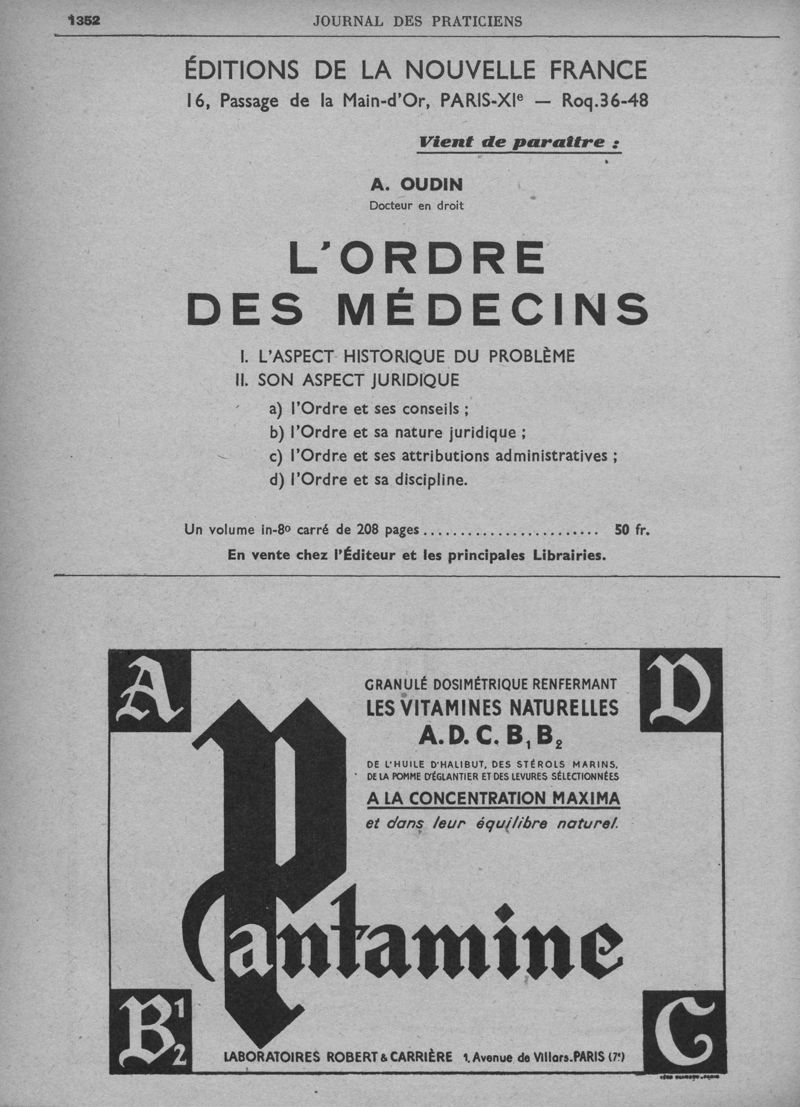 1352
JOURNAL DES PRATICIENS
ÉDITIONS DE LA NOUVELLE FRANCE
16, Passage de la Main-d'Or, PARIS-XIe — Roq.36-48
Vient de paraître :
A. OUDIN
Docteur en droit
L'ORDRE
DES MÉDECINS
I. L'ASPECT HISTORIQUE DU PROBLÈME
II. SON ASPECT JURIDIQUE
a) l'Ordre et ses conseils ;
b) l'Ordre et sa nature juridique ;
c) l'Ordre et ses attributions administratives ;
d) l'Ordre et sa discipline.
Un volume in-8o carré de 208 pages........................ 50 fr.
En vente chez l'Éditeur et les principales Librairies.
A
D
GRANULÉ DOSIMÉTRIQUE RENFERMANT
LES VITAMINES NATURELLES
A. D. C. B1 B2
DE L'HUILE D'HALIBUT, DES STÉROLS MARINS,
DE LA POMME D'ÉGLANTIER ET DES LEVURES SÉLECTIONNÉES
A LA CONCENTRATION MAXIMA
et dans leur équilibre naturel.
Pantamine
B1 2
C
LABORATOIRES ROBERT & CARRIÈRE 1, Avenue de Villars-PARIS (7e)